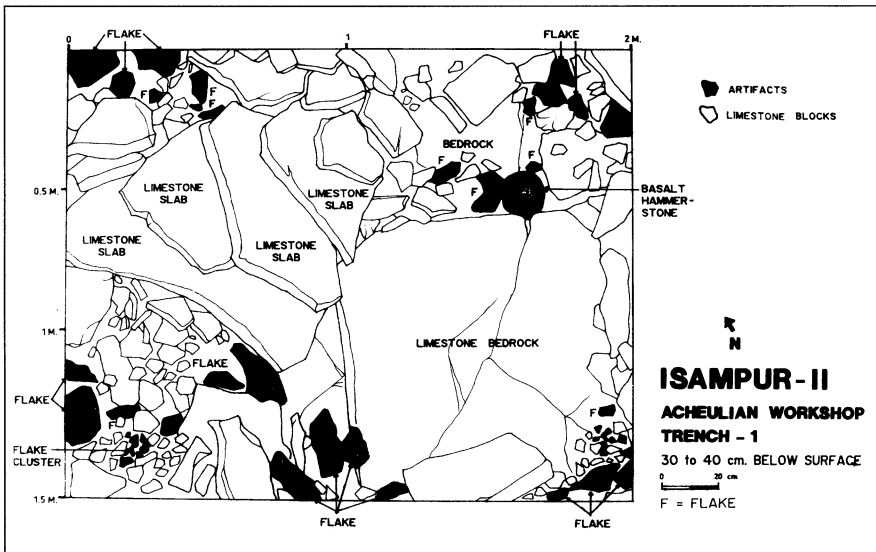 FLAKE
FLAKE
0
1
2 M.
F
F
F
F
ARTIFACTS
LIMESTONE BLOCKS
BEDROCK
F
F
F
0.5 M.
LIMESTONE
SLAB
LIMESTONE
SLAB
BASALT
HAMMER-
STONE
LIMESTONE
SLAB
LIMESTONE
SLAB
1 M.
LIMESTONE BEDROCK
N
FLAKE
FLAKE
F
F
FLAKE
CLUSTER
1.5 M.
FLAKE
FLAKE
ISAMPUR-II
ACHEULIAN WORKSHOP
TRENCH - 1
30 to 40 cm. BELOW SURFACE
0 20 cm
F = FLAKE